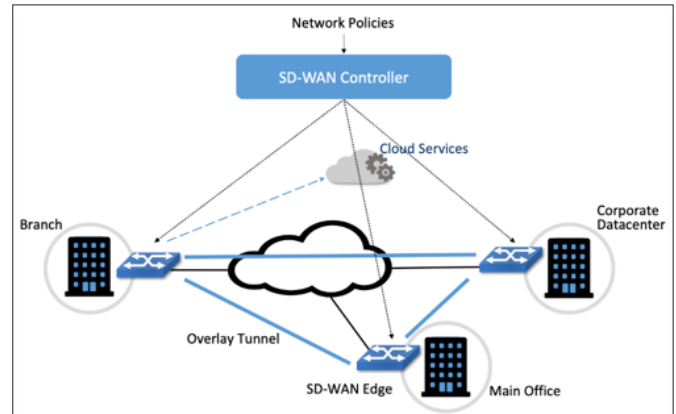 Network Policies
SD-WAN Controller
Cloud Services
Branch
Corporate
Datacenter
Overlay Tunnel
SD-WAN Edge
Main Office